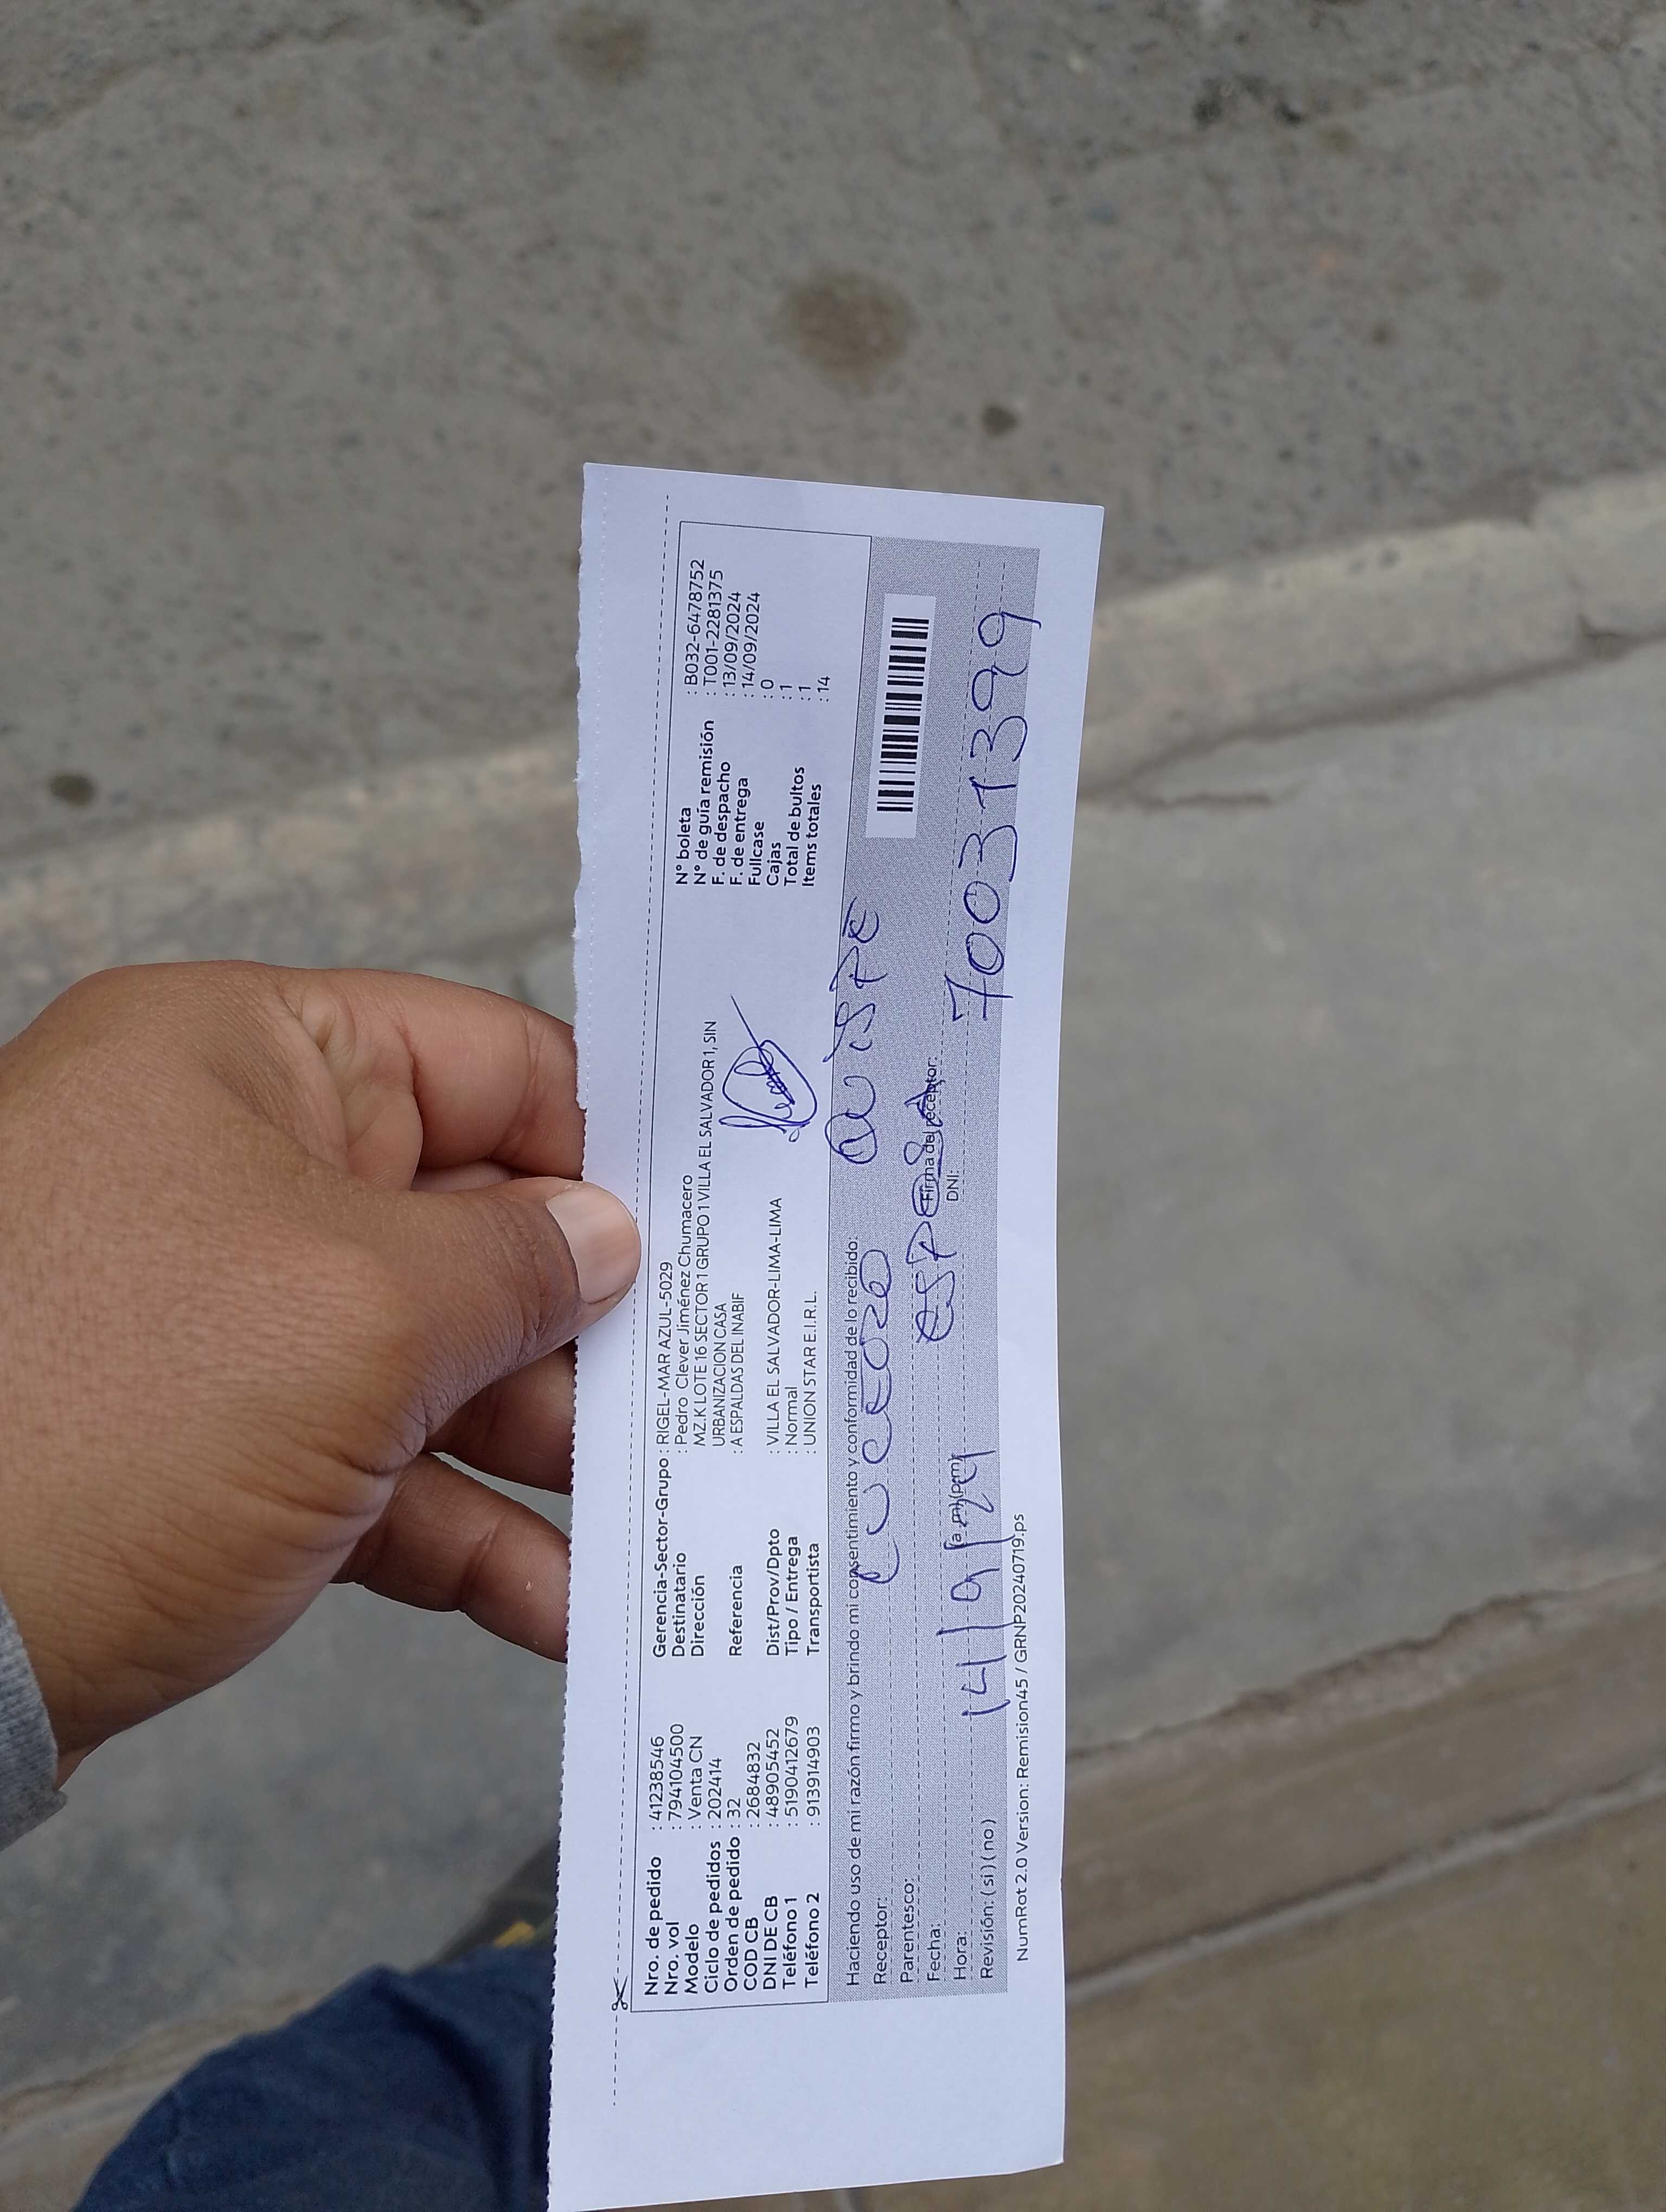 Nro. de pedido : 41238546
Nro. vol : 794104500
Modelo : Venta CN
Ciclo de pedidos : 202414
Orden de pedido : 32
COD CB : 2684832
DNI DE CB : 48905452
Teléfono 1 : 5190412679
Teléfono 2 : 913914903
Gerencia-Sector-Grupo : RIGEL-MAR AZUL-5029
Destinatario : Pedro Clever Jiménez Chumacero
Dirección MZ.K LOTE 16 SECTOR 1 GRUPO 1 VILLA EL SALVADOR 1, SIN
URBANIZACION CASA
Referencia : A ESPALDAS DEL INABIF
Dist/Prov/Dpto : VILLA EL SALVADOR-LIMA-LIMA
Tipo / Entrega : Normal
Transportista : UNION STAR E.I.R.L.
N° boleta : B032-6478752
N° de guía remisión : T001-2281375
F. de despacho : 13/09/2024
F. de entrega : 14/09/2024
Fullcase : 0
Cajas : 1
Total de bultos : 1
Items totales : 14
Haciendo uso de mi razón firmo y brindo mi consentimiento y conformidad de lo recibido:
Receptor: QUISPE
Parentesco: ESPOSA
Firma del receptor:
Fecha: 14/9/24
Hora: (a.m)(p.m)
DNI: 70031399
Revisión: ( si ) ( no )
NumRot 2.0 Version: Remision45 / GRNP20240719.ps